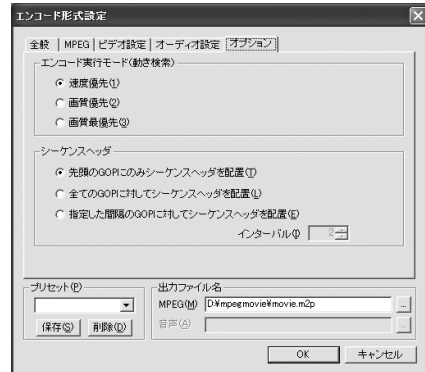 エンコード形式設定
全般 MPEG ビデオ設定 オーディオ設定 オプション
エンコード実行モード(動き検索)
速度優先(1)
画質優先(2)
画質最優先(3)
シーケンスヘッダ
先頭のGOPにのみシーケンスヘッダを配置(T)
全てのGOPに対してシーケンスヘッダを配置(L)
指定した間隔のGOPに対してシーケンスヘッダを配置(E)
インターバル(I) 2
プリセット(P)
保存(S) 削除(D)
出力ファイル名
MPEG(M) D:¥mpegmovie¥movie.m2p ...
音声(A) ...
OK キャンセル